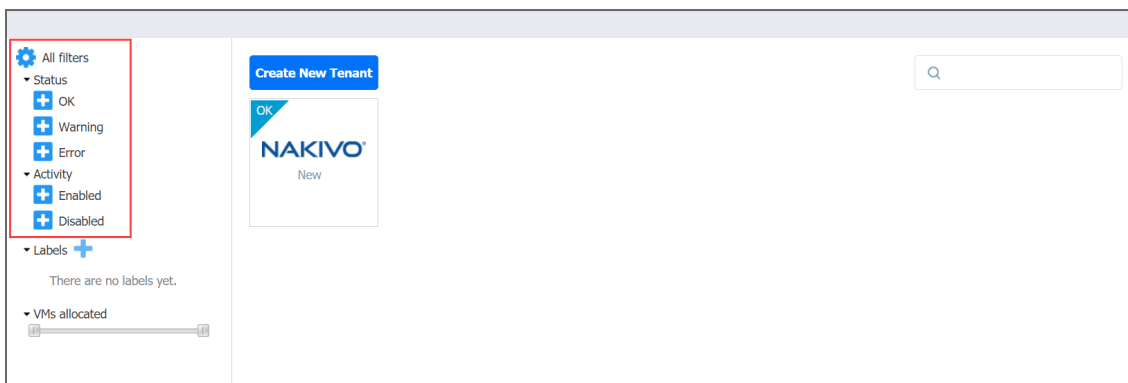 All filters
Status
OK
Warning
Error
Activity
Enabled
Disabled
Labels
There are no labels yet.
VMs allocated
Create New Tenant
OK
NAKIVO®
New